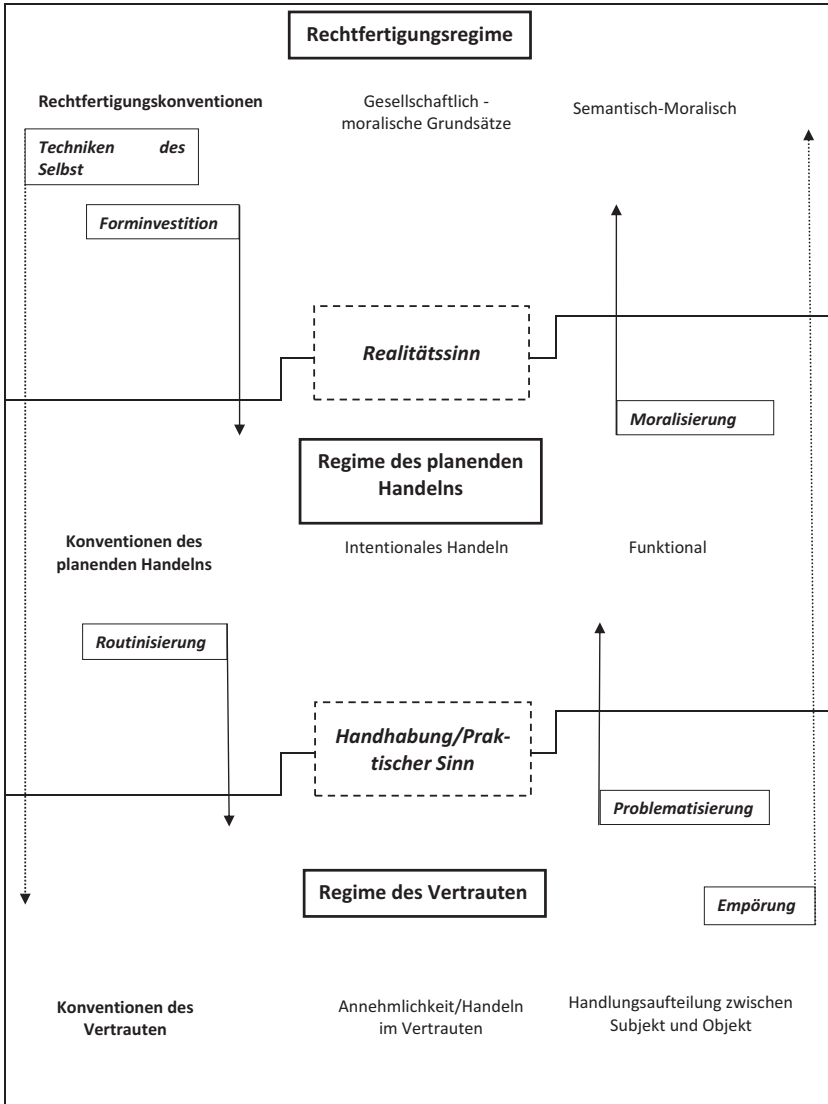 Rechtfertigungsregime
Rechtfertigungskonventionen
Gesellschaftlich -
moralische Grundsätze
Semantisch-Moralisch
Techniken des
Selbst
Forminvestition
Realitätssinn
Moralisierung
Regime des planenden
Handelns
Konventionen des
planenden Handelns
Intentionales Handeln
Funktional
Routinisierung
Handhabung/Prak-
tischer Sinn
Problematisierung
Regime des Vertrauten
Empörung
Konventionen des
Vertrauten
Annehmlichkeit/Handeln
im Vertrauten
Handlungsaufteilung zwischen
Subjekt und Objekt